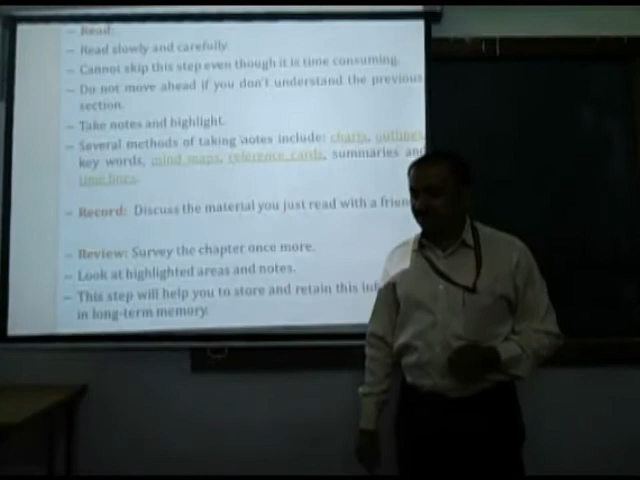 – Read:
– Read slowly and carefully.
– Cannot skip this step even though it is time consuming.
– Do not move ahead if you don't understand the previous
section.
– Take notes and highlight.
– Several methods of taking notes include: charts, outlines,
key words, mind maps, reference cards, summaries and
time lines.
– Record: Discuss the material you just read with a
– Review: Survey the chapter once more.
– Look at highlighted areas and notes.
– This step will help you to store and retain this
in long-term memory.